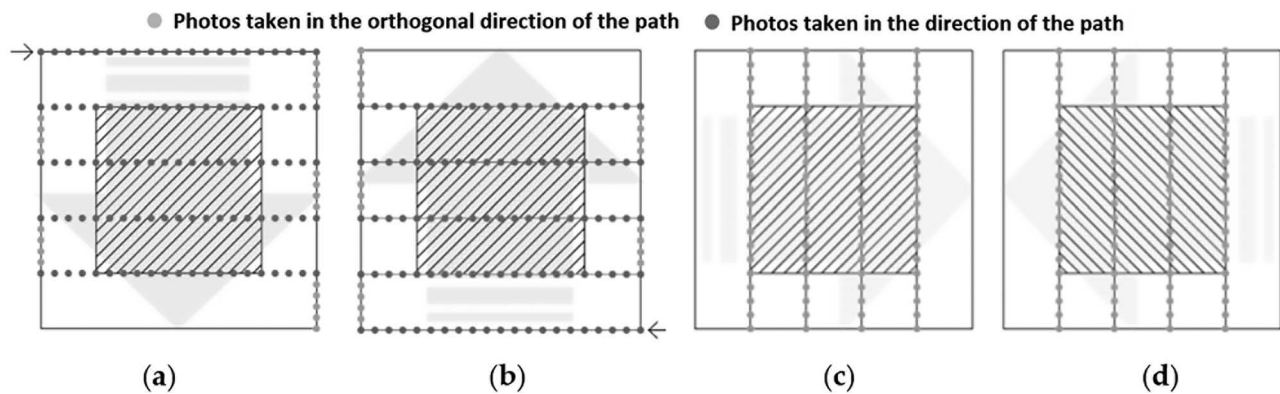 Photos taken in the orthogonal direction of the path Photos taken in the direction of the path
(a) (b) (c) (d)